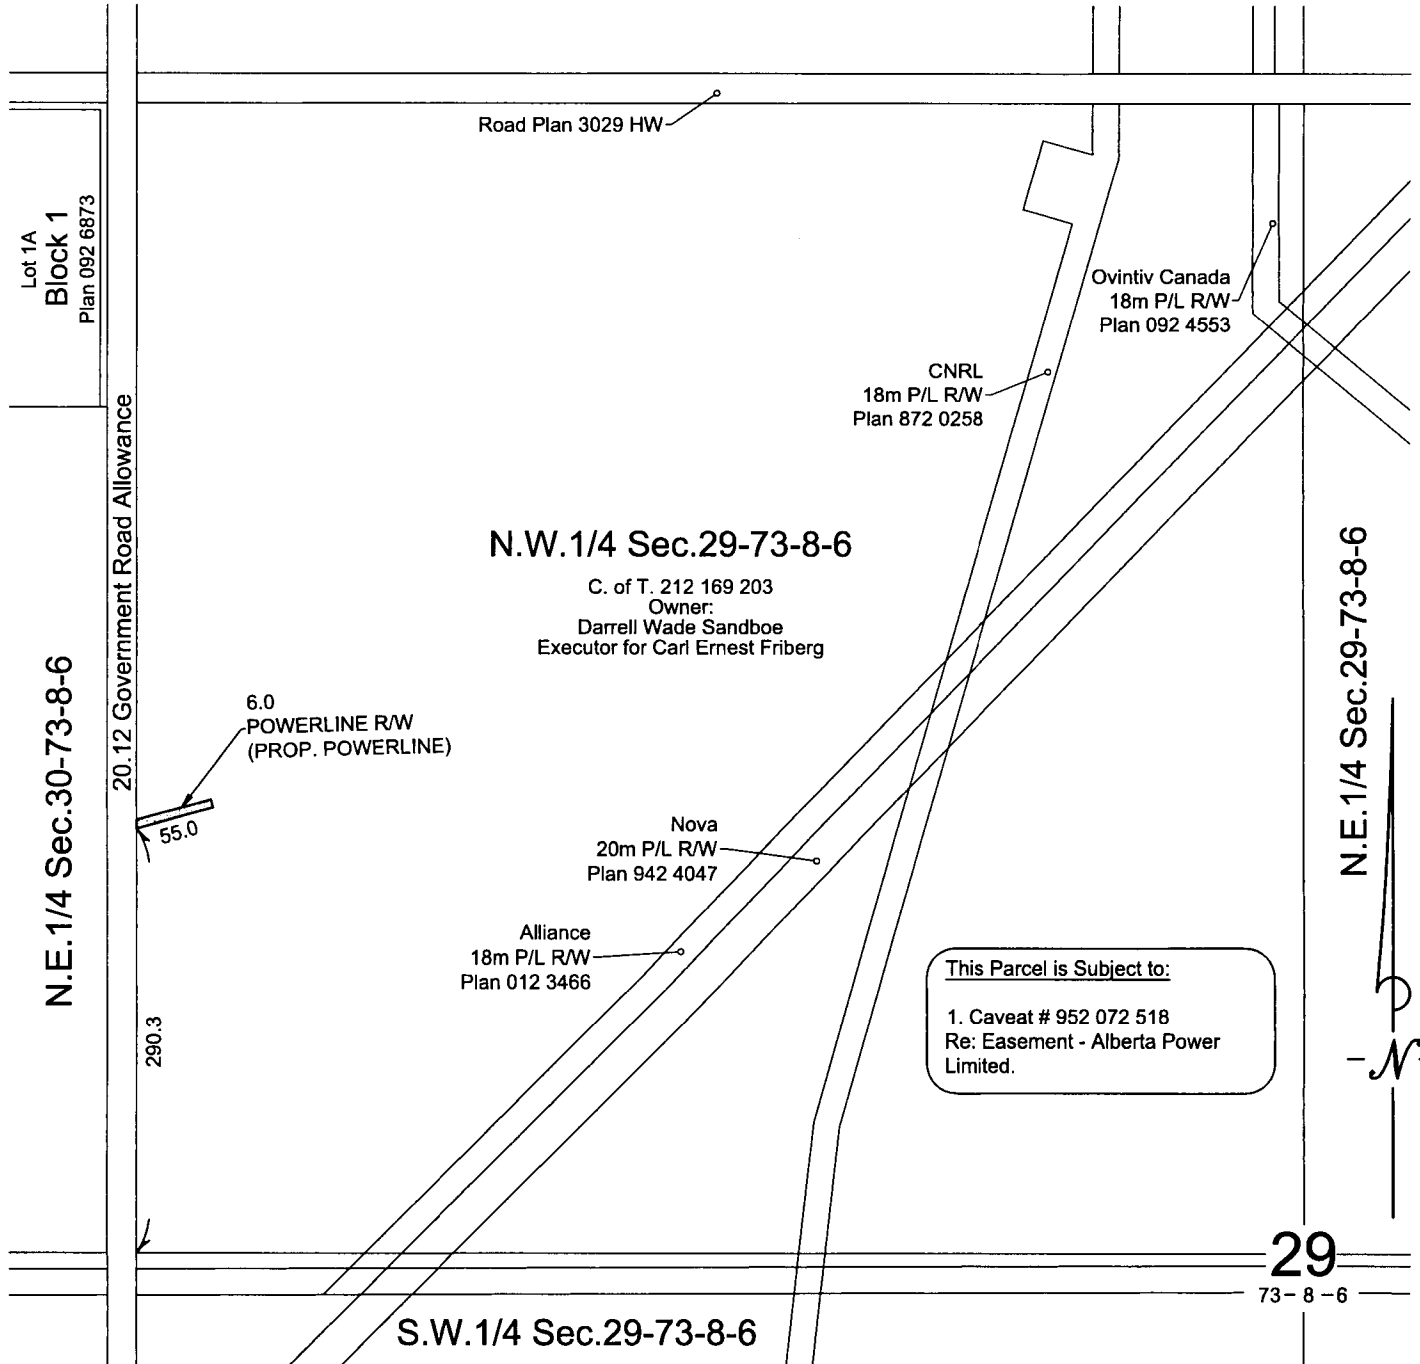 Road Plan 3029 HW
Lot 1A
Block 1
Plan 092 6873
Ovintiv Canada
18m P/L R/W
Plan 092 4553
CNRL
18m P/L R/W
Plan 872 0258
20.12 Government Road Allowance
N.W.1/4 Sec.29-73-8-6
C. of T. 212 169 203
Owner:
Darrell Wade Sandboe
Executor for Carl Ernest Friberg
N.E.1/4 Sec.30-73-8-6
N.E.1/4 Sec.29-73-8-6
6.0
POWERLINE R/W
(PROP. POWERLINE)
55.0
Nova
20m P/L R/W
Plan 942 4047
Alliance
18m P/L R/W
Plan 012 3466
This Parcel is Subject to:
1. Caveat # 952 072 518
Re: Easement - Alberta Power
Limited.
290.3
-N-
29
73-8-6
S.W.1/4 Sec.29-73-8-6